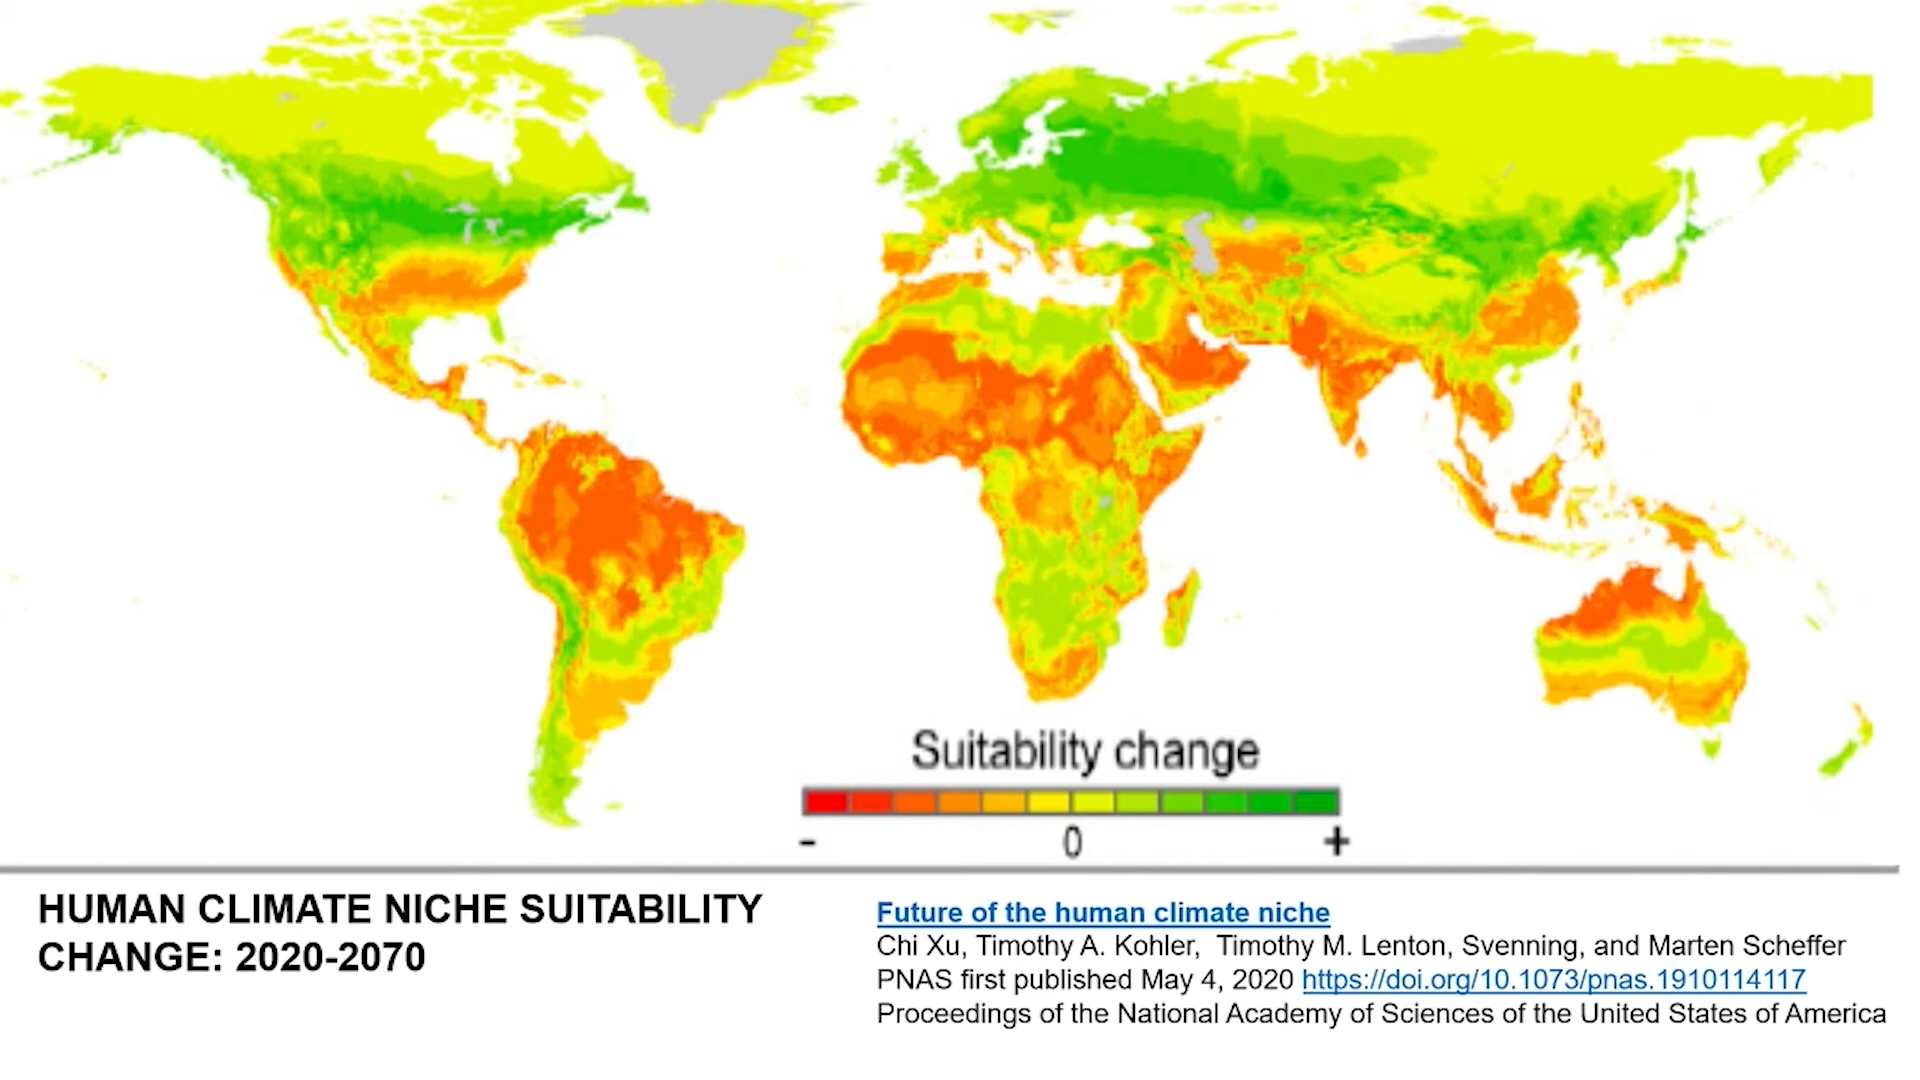 Suitability change
- 0 +
HUMAN CLIMATE NICHE SUITABILITY
CHANGE: 2020-2070
Future of the human climate niche
Chi Xu, Timothy A. Kohler, Timothy M. Lenton, Svenning, and Marten Scheffer
PNAS first published May 4, 2020 https://doi.org/10.1073/pnas.1910114117
Proceedings of the National Academy of Sciences of the United States of America